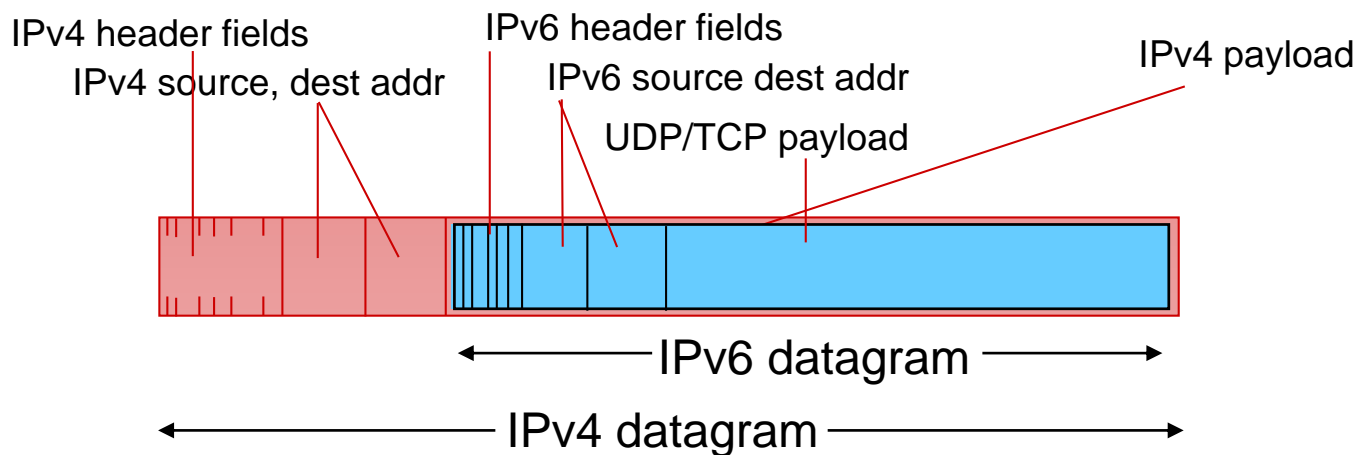 IPv4 header fields
IPv6 header fields
IPv4 payload
IPv4 source, dest addr
IPv6 source dest addr
UDP/TCP payload
IPv6 datagram
IPv4 datagram